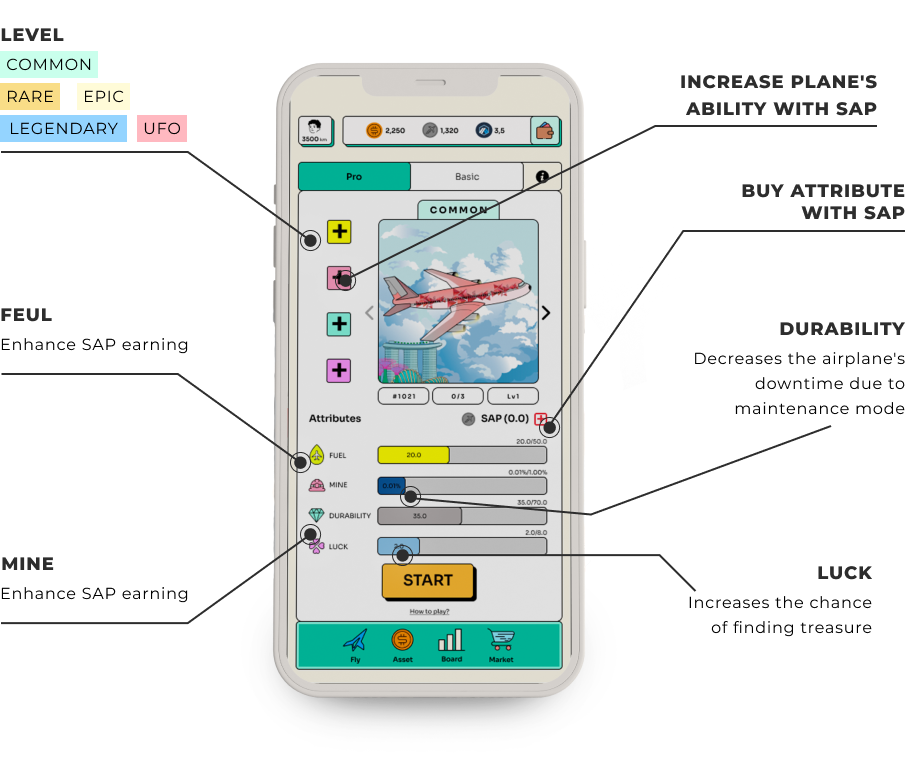 LEVEL
COMMON
RARE EPIC
LEGENDARY UFO
INCREASE PLANE'S
ABILITY WITH SAP
BUY ATTRIBUTE
WITH SAP
FEUL
Enhance SAP earning
DURABILITY
Decreases the airplane's
downtime due to
maintenance mode
MINE
Enhance SAP earning
LUCK
Increases the chance
of finding treasure
3500 km
2,250 1,320 3,5
Pro Basic i
COMMON
#1021 0/3 Lv1
Attributes SAP (0.0)
20.0/50.0
FUEL 20.0
0.01%/1.00%
MINE 0.01%
35.0/70.0
DURABILITY 35.0
2.0/6.0
LUCK 2.0
START
How to play?
Fly Asset Board Market